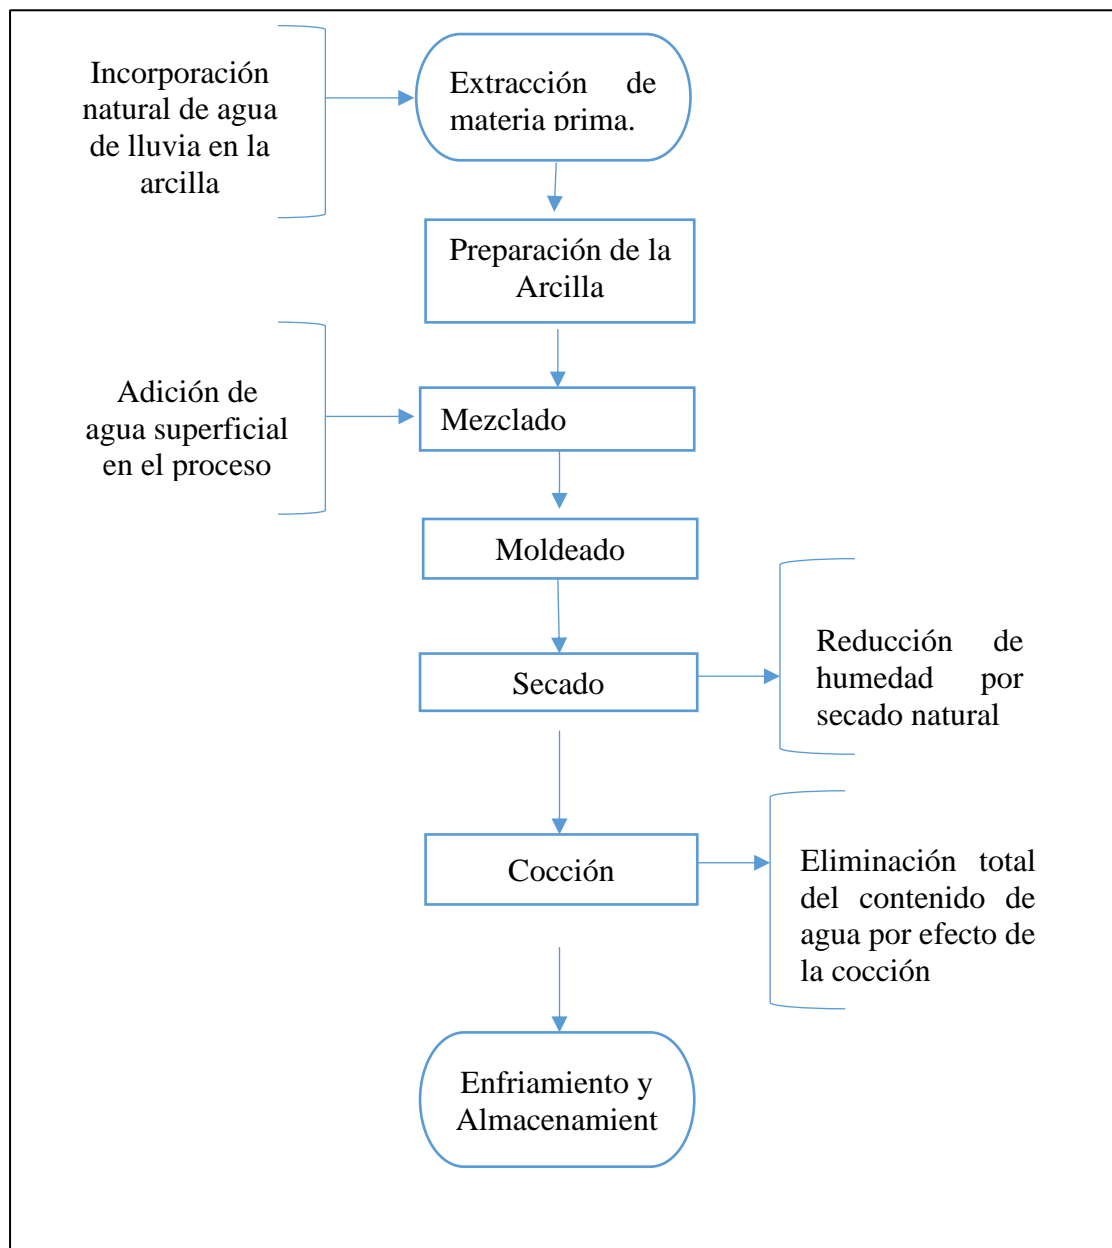 Incorporación
natural de agua
de lluvia en la
arcilla
Extracción de
materia prima.
Preparación de la
Arcilla
Adición de
agua superficial
en el proceso
Mezclado
Moldeado
Secado
Reducción de
humedad por
secado natural
Cocción
Eliminación total
del contenido de
agua por efecto de
la cocción
Enfriamiento y
Almacenamient